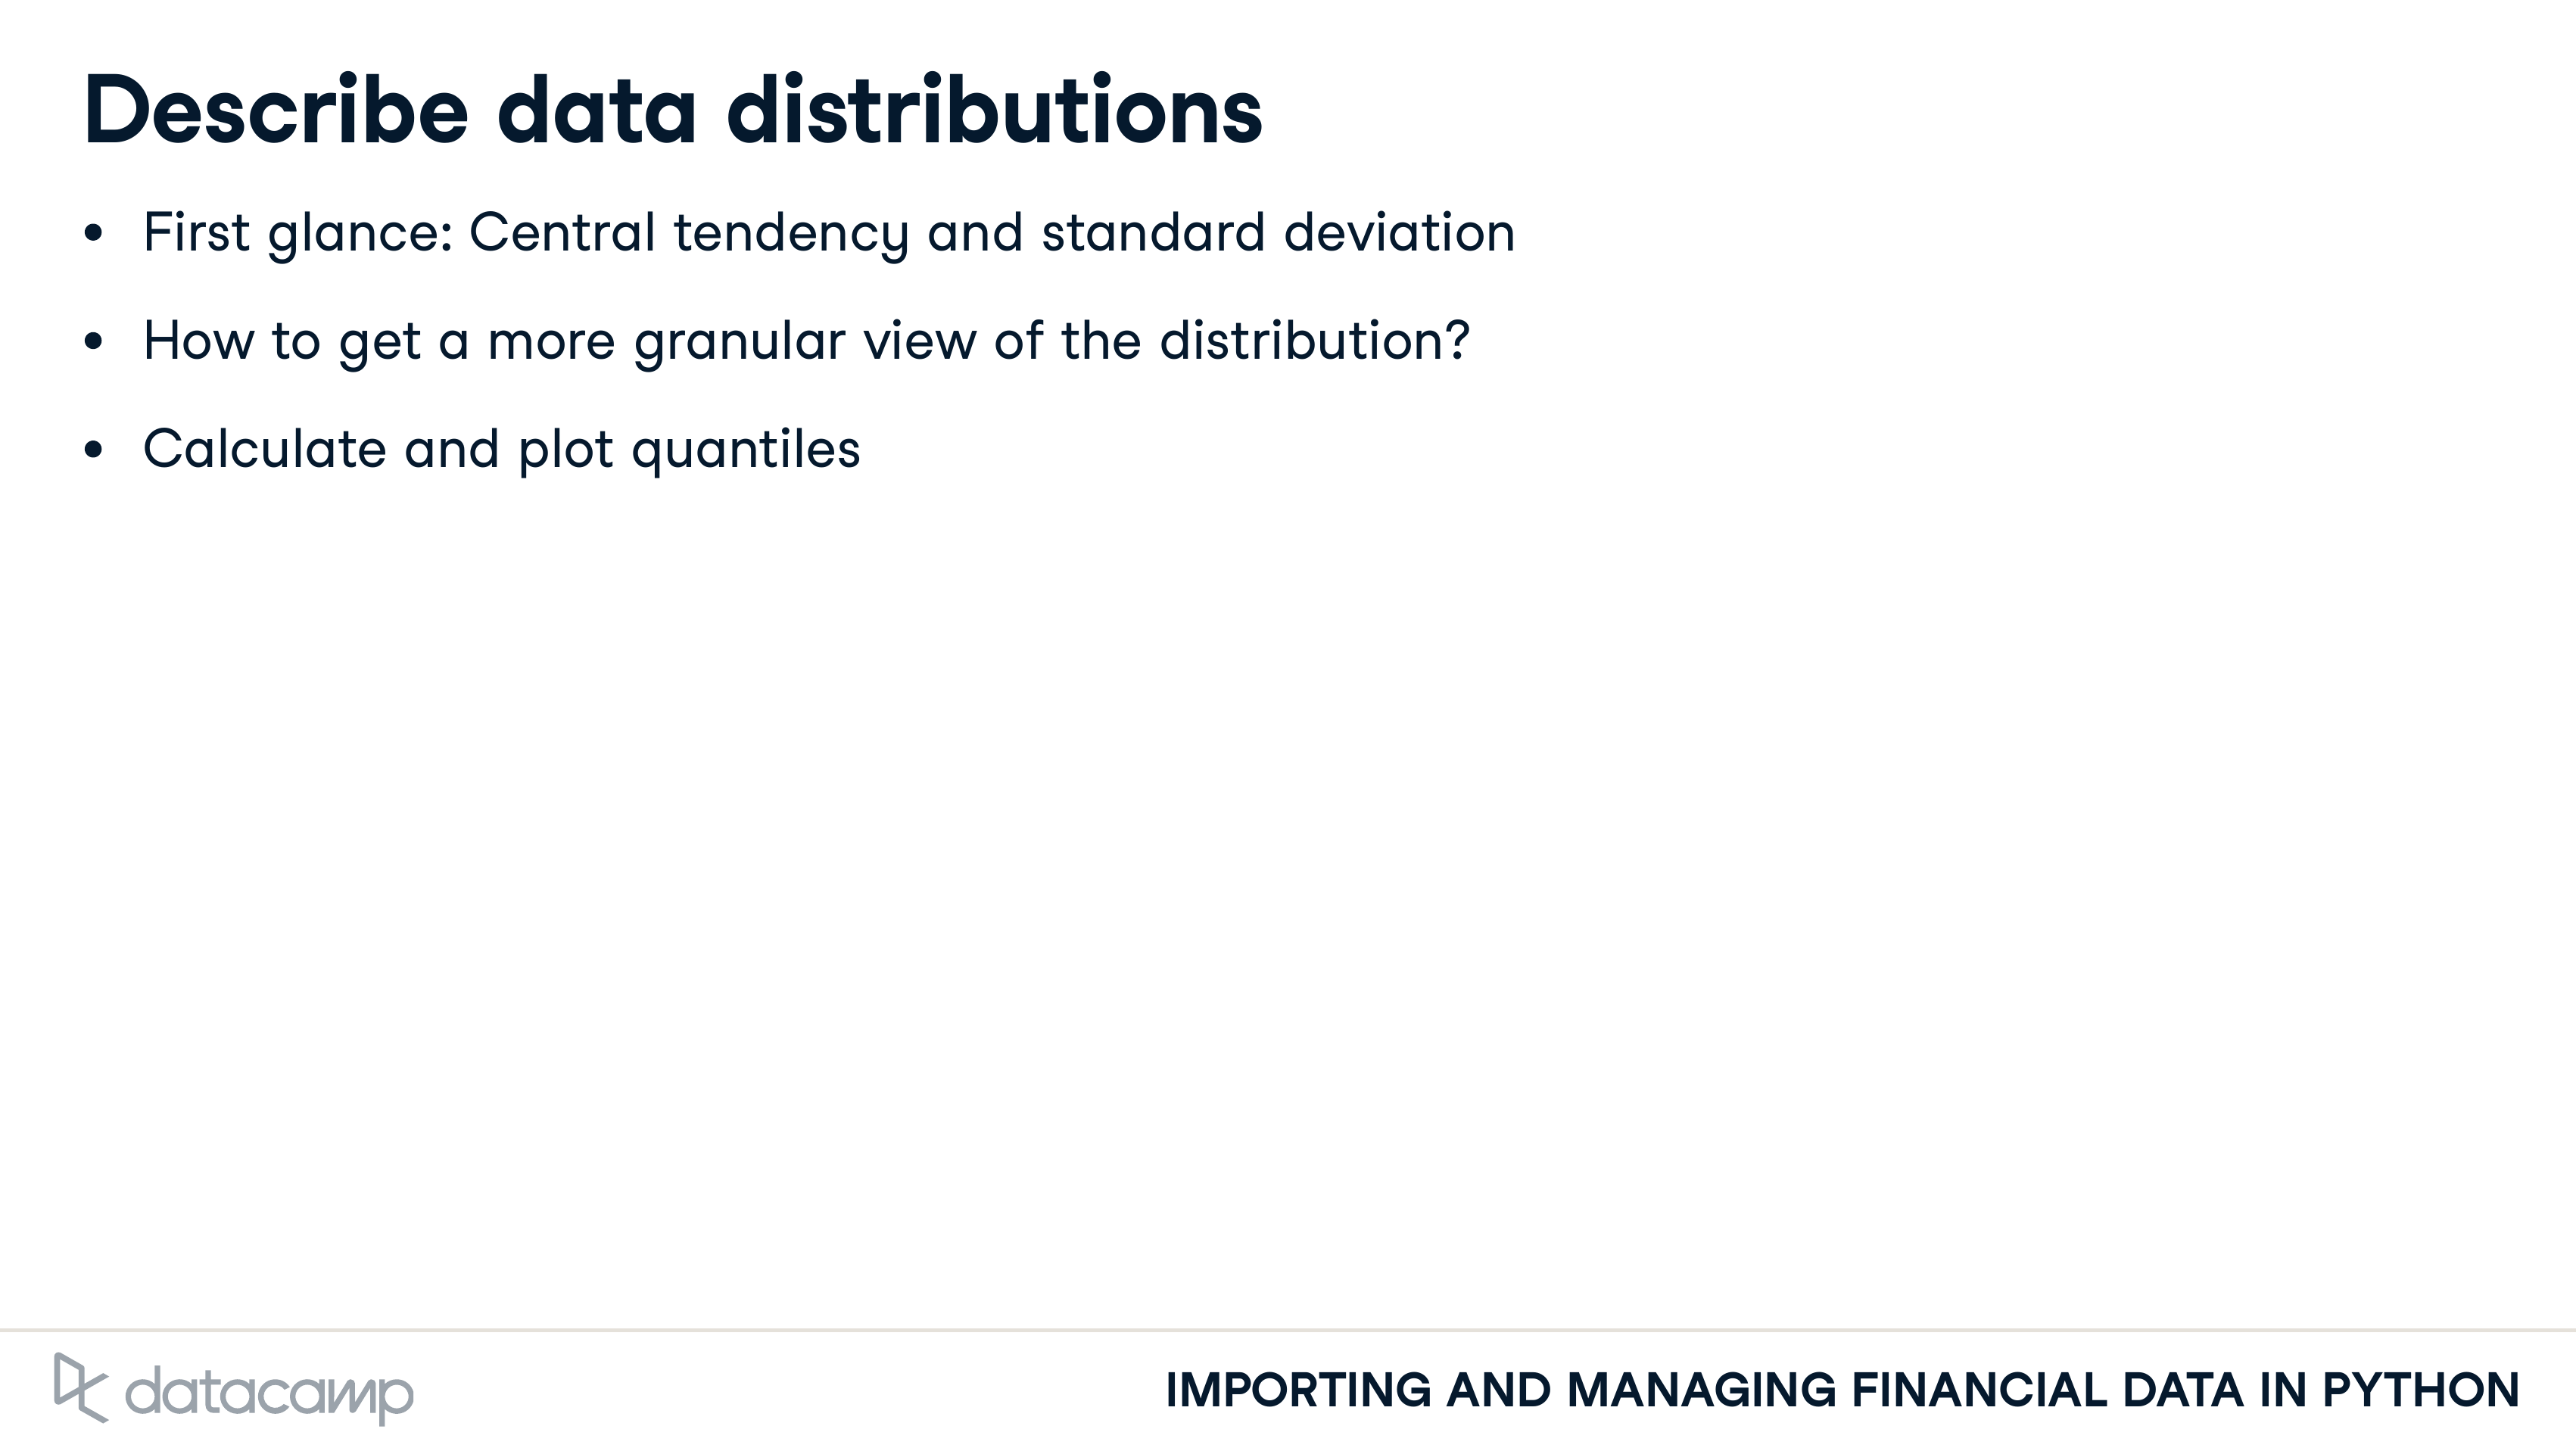 Describe data distributions
• First glance: Central tendency and standard deviation
• How to get a more granular view of the distribution?
• Calculate and plot quantiles
datacamp
IMPORTING AND MANAGING FINANCIAL DATA IN PYTHON